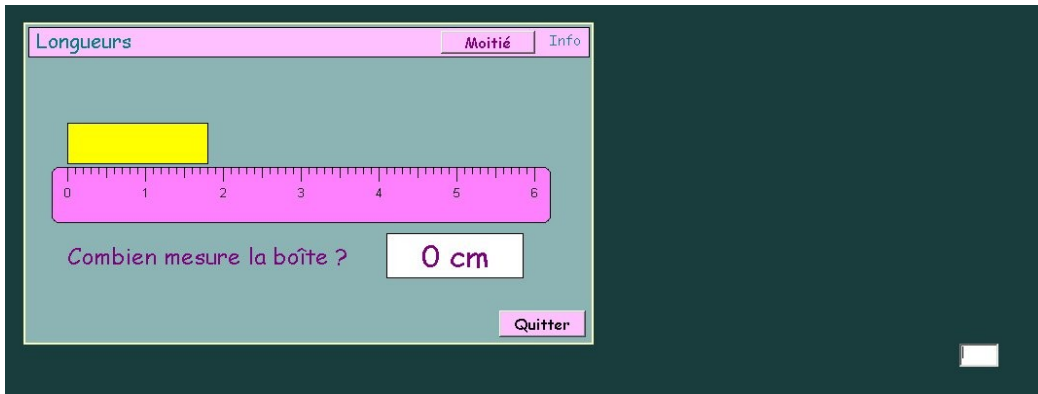 Longueurs Moitié Info
0 1 2 3 4 5 6
Combien mesure la boîte ? 0 cm
Quitter